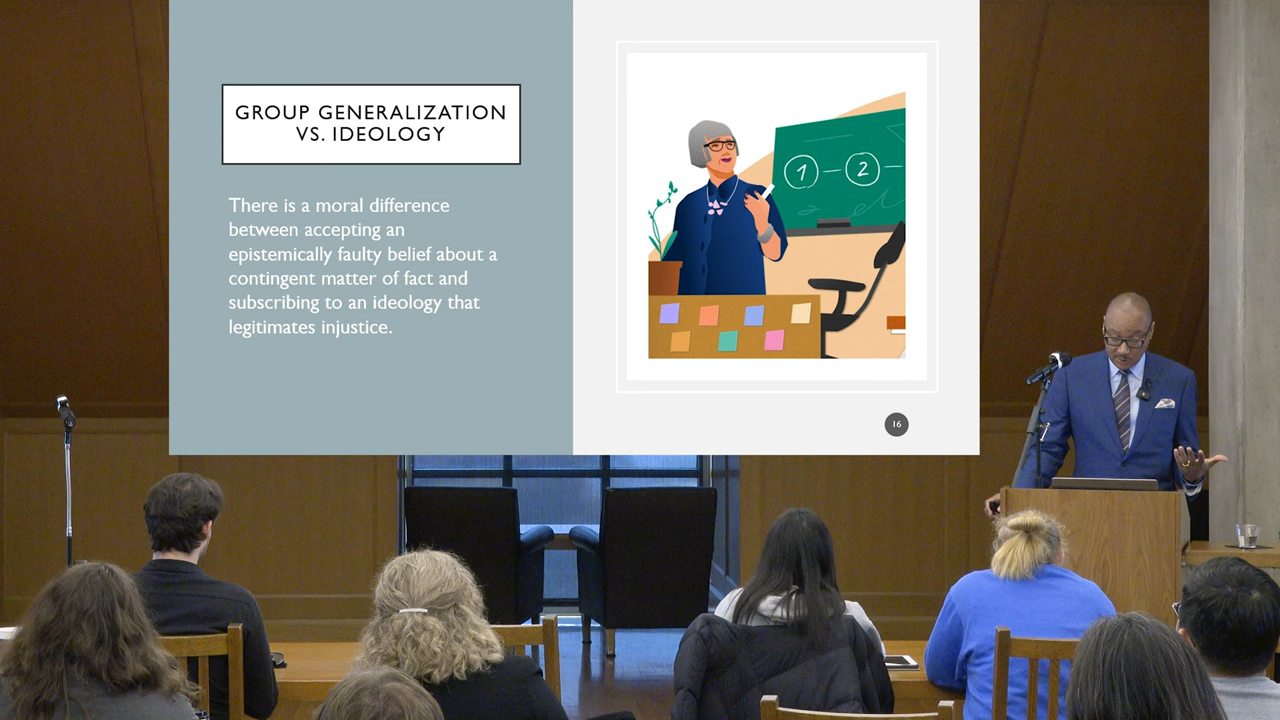 GROUP GENERALIZATION
VS. IDEOLOGY
There is a moral difference
between accepting an
epistemically faulty belief about a
contingent matter of fact and
subscribing to an ideology that
legitimates injustice.
1 – 2 –
16